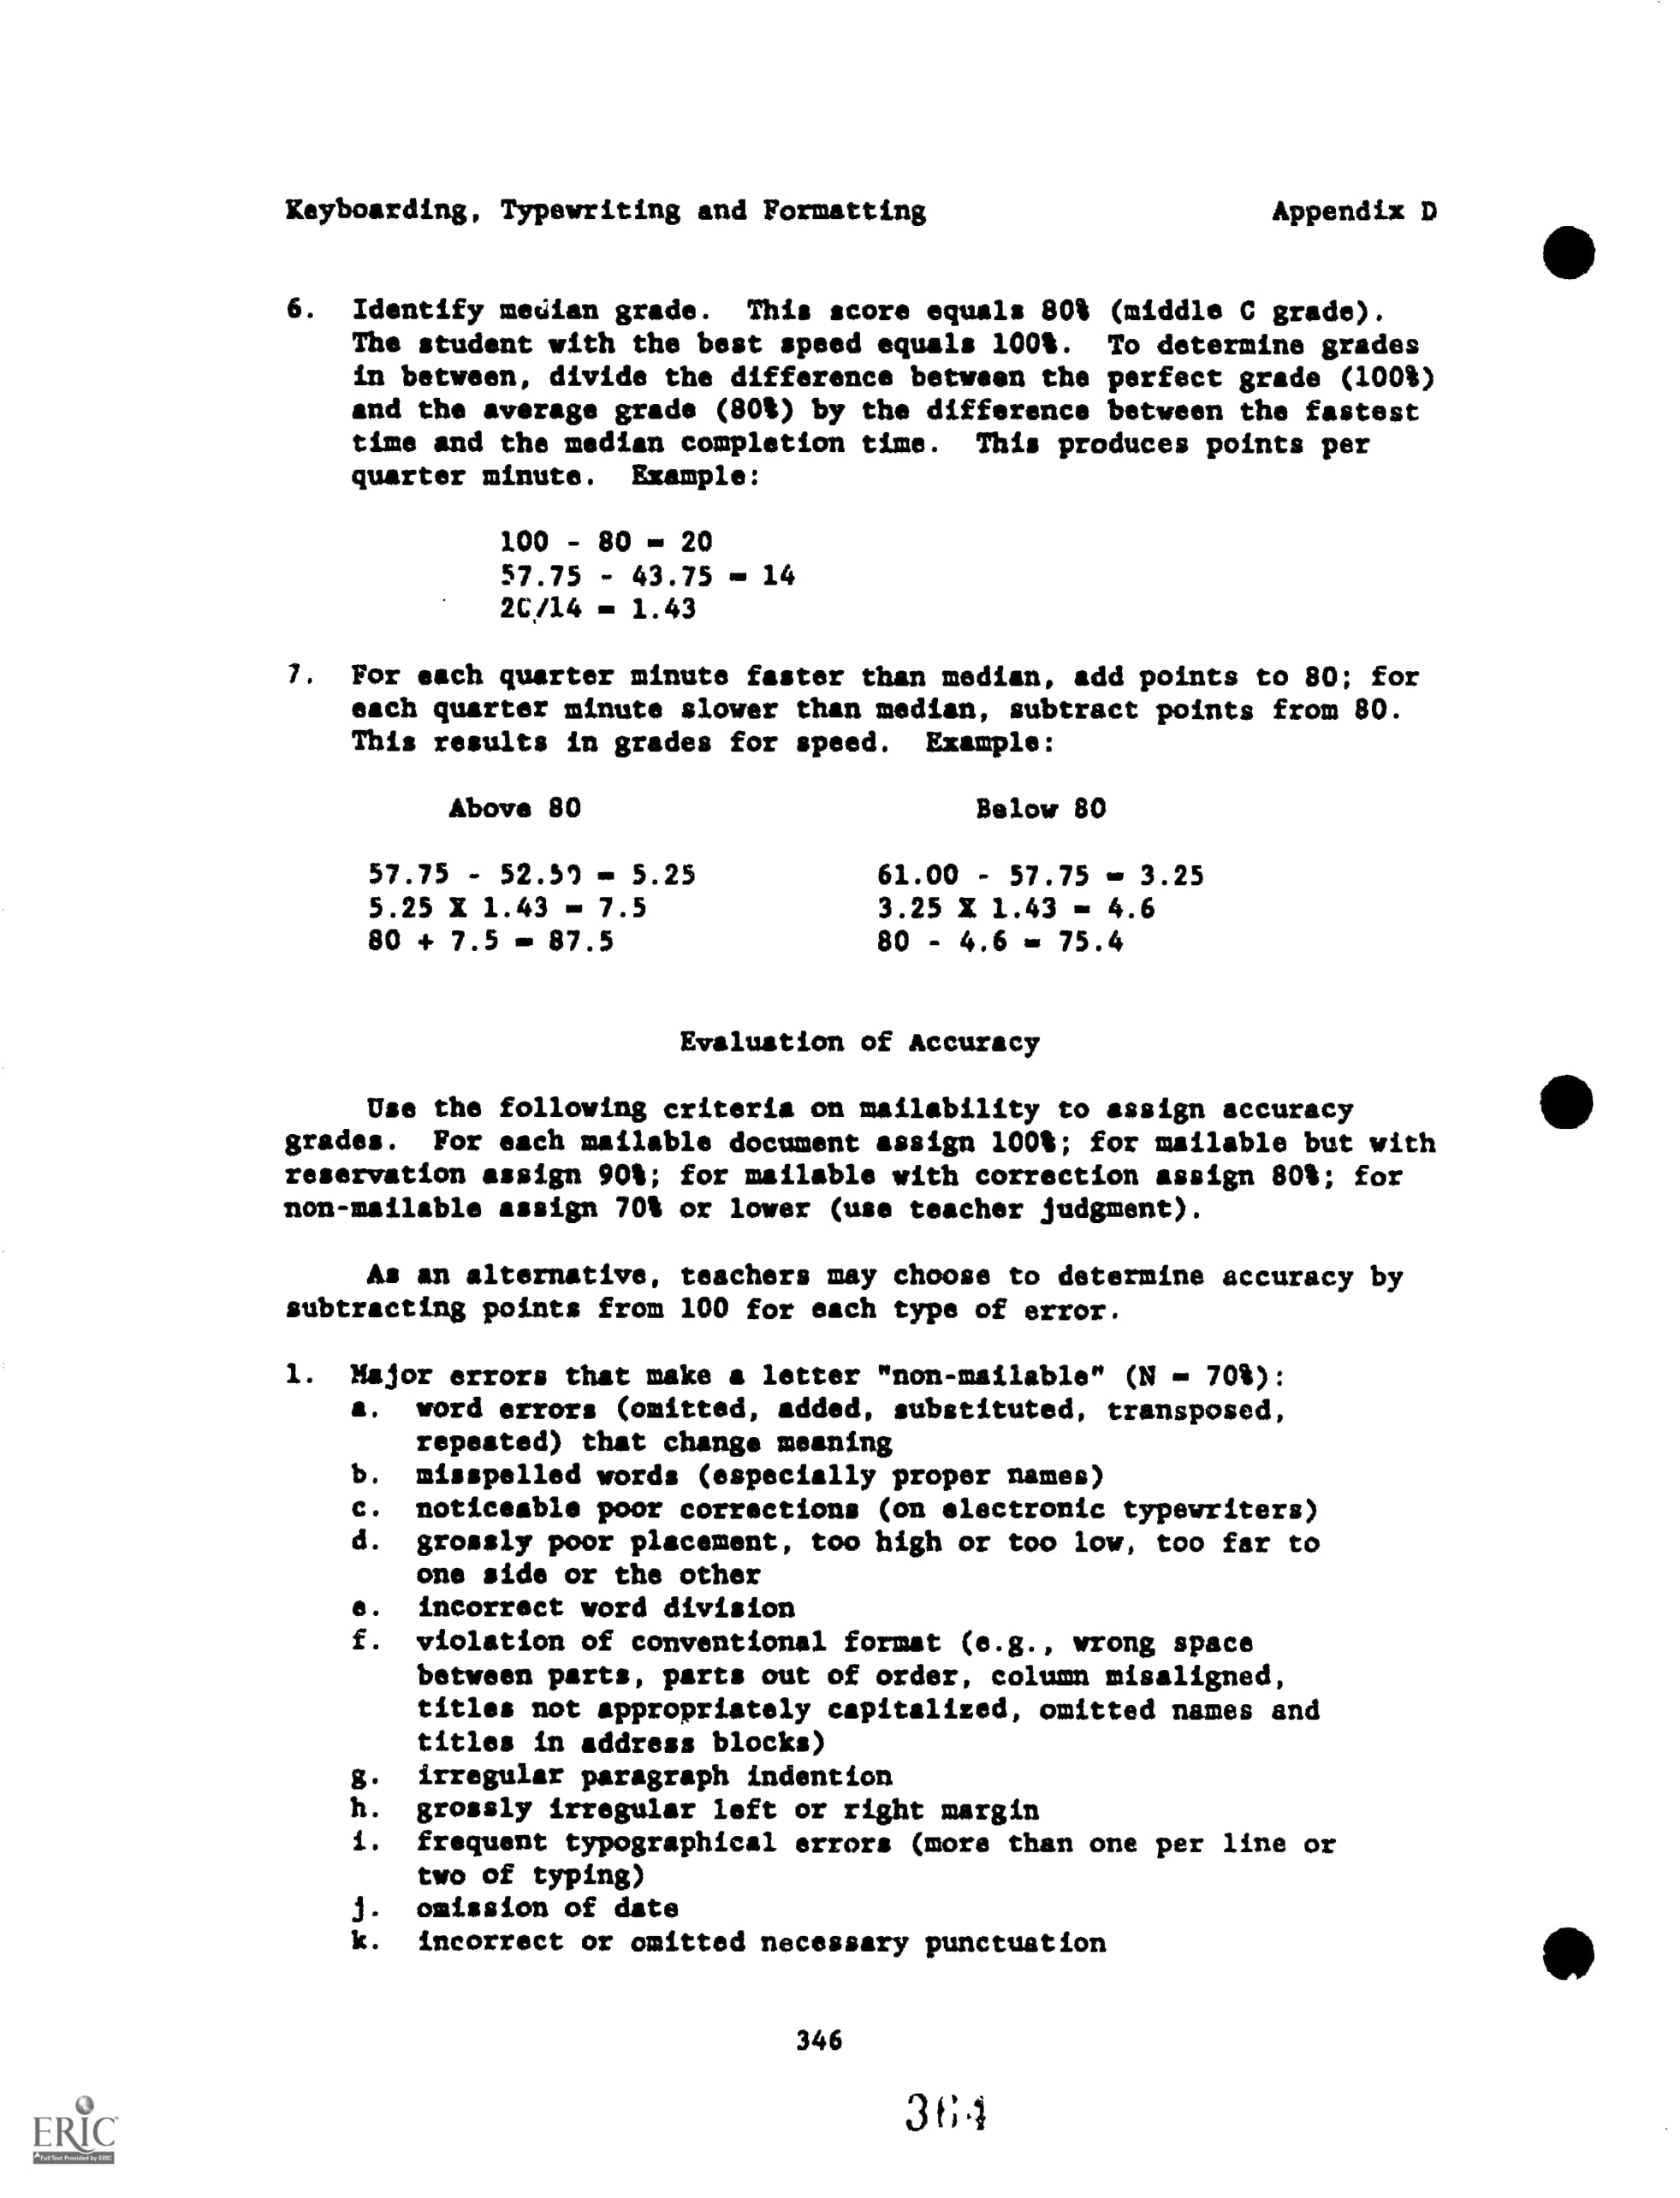 Keyboarding, Typewriting and Formatting Appendix D
6. Identify median grade. This score equals 80% (middle C grade).
The student with the best speed equals 100%. To determine grades
in between, divide the difference between the perfect grade (100%)
and the average grade (80%) by the difference between the fastest
time and the median completion time. This produces points per
quarter minute. Example:
100 - 80 = 20
57.75 - 43.75 = 14
20/14 = 1.43
7. For each quarter minute faster than median, add points to 80; for
each quarter minute slower than median, subtract points from 80.
This results in grades for speed. Example:
Above 80 Below 80
57.75 - 52.50 = 5.25 61.00 - 57.75 = 3.25
5.25 X 1.43 = 7.5 3.25 X 1.43 = 4.6
80 + 7.5 = 87.5 80 - 4.6 = 75.4
Evaluation of Accuracy
Use the following criteria on mailability to assign accuracy
grades. For each mailable document assign 100%; for mailable but with
reservation assign 90%; for mailable with correction assign 80%; for
non-mailable assign 70% or lower (use teacher judgment).
As an alternative, teachers may choose to determine accuracy by
subtracting points from 100 for each type of error.
1. Major errors that make a letter "non-mailable" (N = 70%):
a. word errors (omitted, added, substituted, transposed,
repeated) that change meaning
b. misspelled words (especially proper names)
c. noticeable poor corrections (on electronic typewriters)
d. grossly poor placement, too high or too low, too far to
one side or the other
e. incorrect word division
f. violation of conventional format (e.g., wrong space
between parts, parts out of order, column misaligned,
titles not appropriately capitalized, omitted names and
titles in address blocks)
g. irregular paragraph indention
h. grossly irregular left or right margin
i. frequent typographical errors (more than one per line or
two of typing)
j. omission of date
k. incorrect or omitted necessary punctuation
346
364
ERIC
Full Text Provided by ERIC